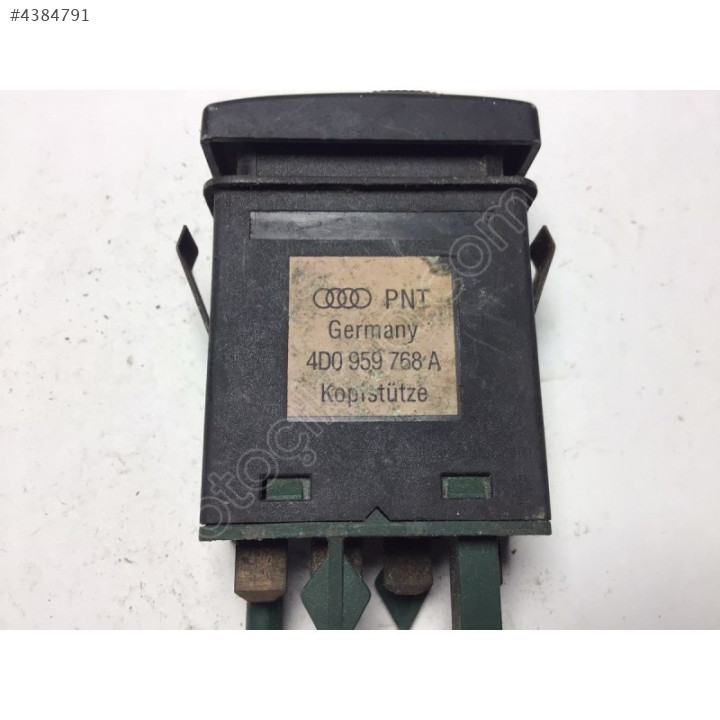 #4384791
PNT
Germany
4D0 959 768 A
Kopfstütze